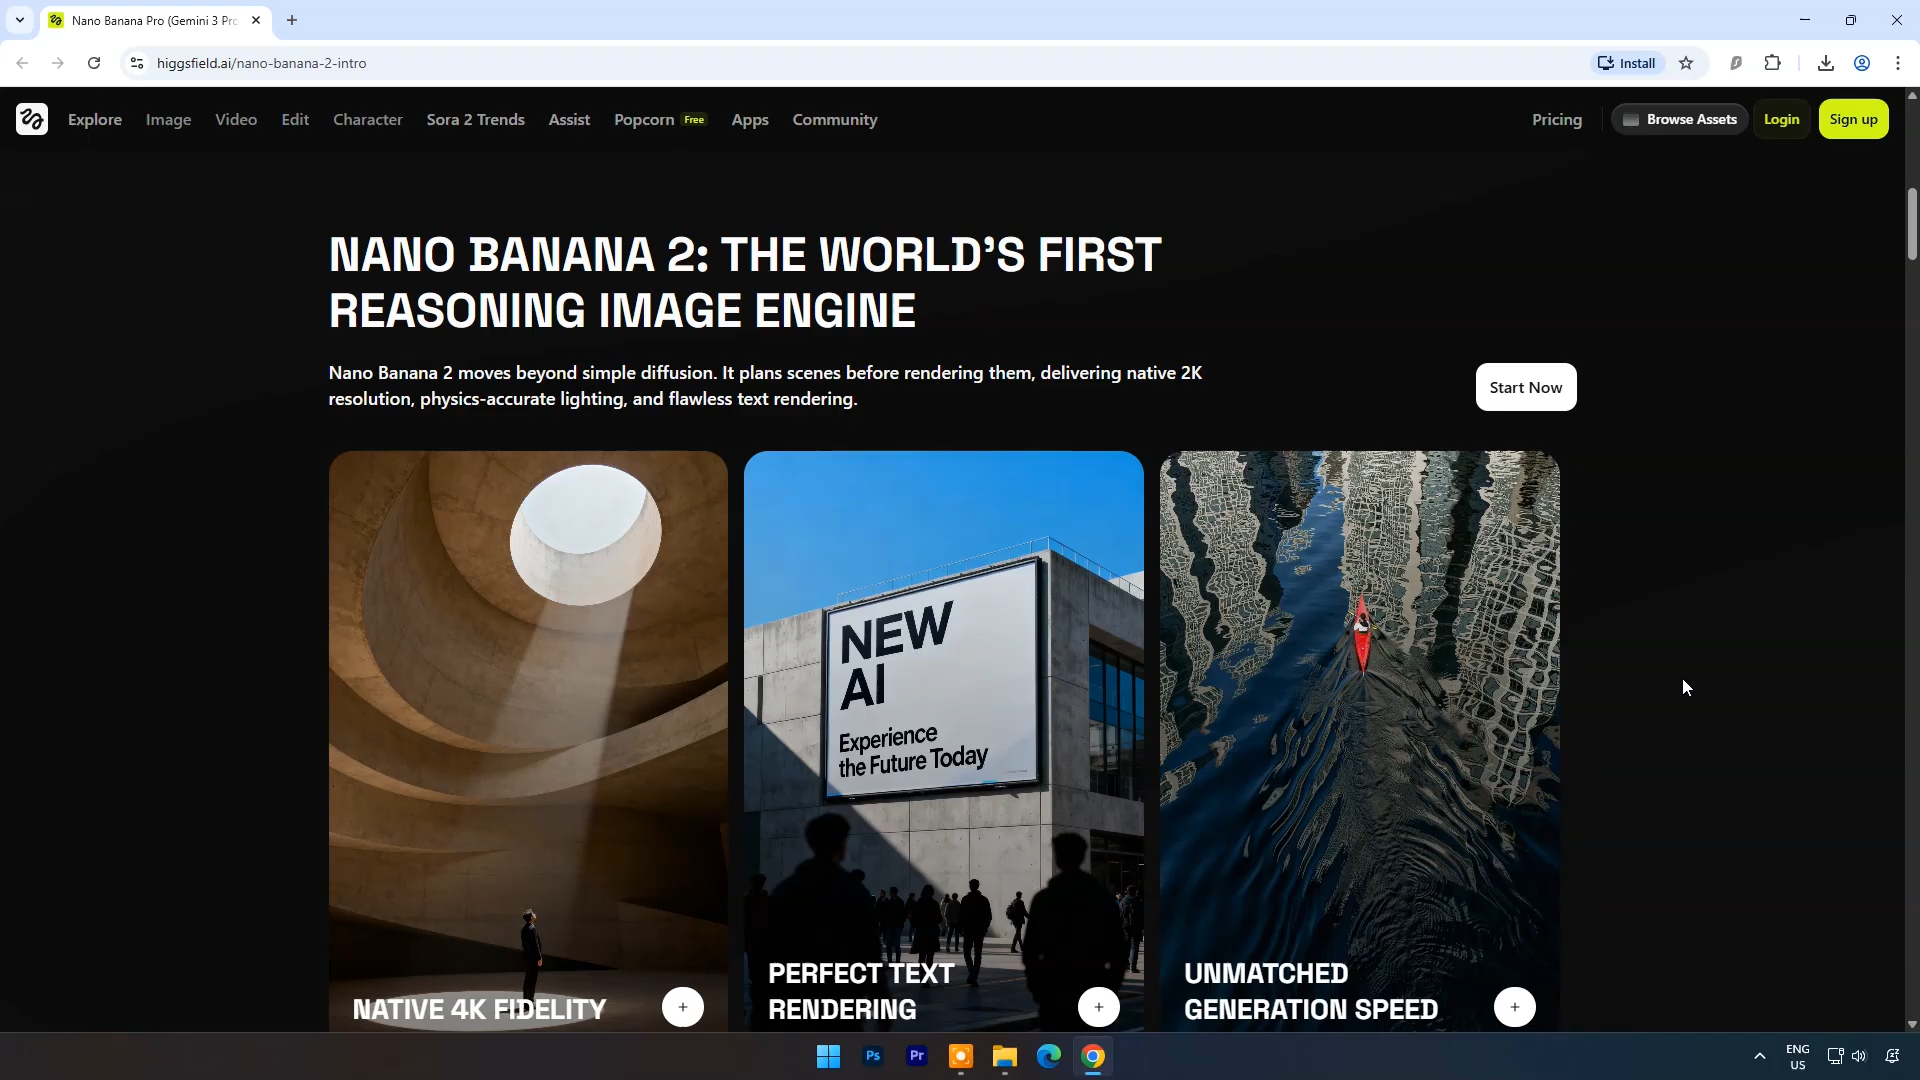 Nano Banana Pro (Gemini 3 Pro
higgsfield.ai/nano-banana-2-intro
Install
Explore Image Video Edit Character Sora 2 Trends Assist Popcorn Free Apps Community Pricing Browse Assets Login Sign up
NANO BANANA 2: THE WORLD'S FIRST
REASONING IMAGE ENGINE
Nano Banana 2 moves beyond simple diffusion. It plans scenes before rendering them, delivering native 2K
resolution, physics-accurate lighting, and flawless text rendering.
Start Now
NEW
AI
Experience
the Future Today
NATIVE 4K FIDELITY
PERFECT TEXT
RENDERING
UNMATCHED
GENERATION SPEED
Ps
Pr
ENG
US